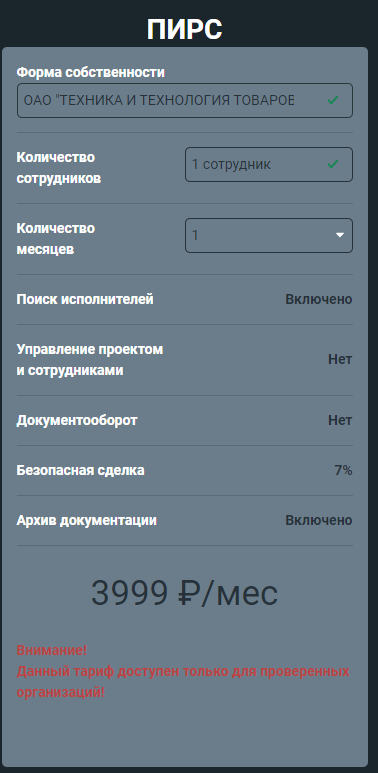 ПИРС
Форма собственности
ОАО "ТЕХНИКА И ТЕХНОЛОГИЯ ТОВАРОВ
Количество
сотрудников
1 сотрудник
Количество
месяцев
1
Поиск исполнителей
Включено
Управление проектом
и сотрудниками
Нет
Документооборот
Нет
Безопасная сделка
7%
Архив документации
Включено
3999 ₽/мес
Внимание!
Данный тариф доступен только для проверенных
организаций!